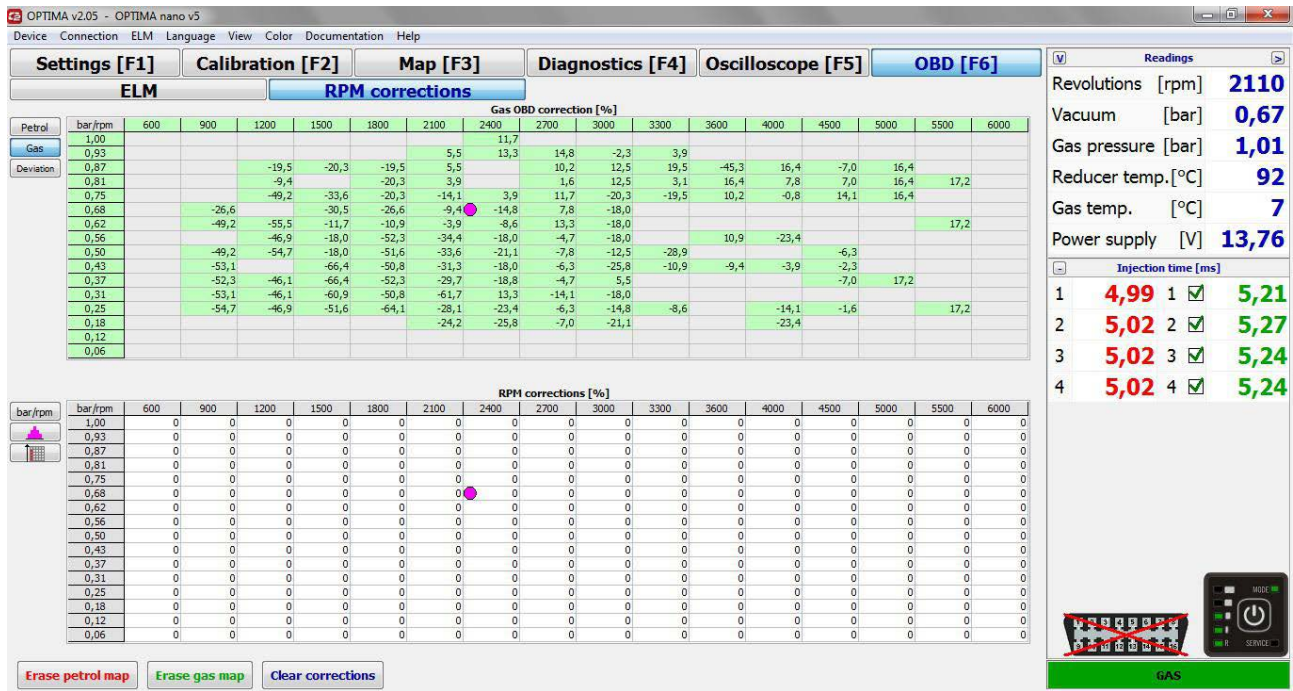 OPTIMA v2.05 - OPTIMA nano v5
Device Connection ELM Language View Color Documentation Help
Settings [F1] Calibration [F2] Map [F3] Diagnostics [F4] Oscilloscope [F5] OBD [F6]
ELM RPM corrections
Gas OBD correction [%]
Petrol
Gas
Deviation
bar/rpm 600 900 1200 1500 1800 2100 2400 2700 3000 3300 3600 4000 4500 5000 5500 6000
1,00 11,7
0,93 5,5 13,3 14,8 -2,3 3,9
0,87 -19,5 -20,3 -19,5 5,5 10,2 12,5 19,5 -45,3 16,4 -7,0 16,4
0,81 -9,4 -20,3 3,9 1,6 12,5 3,1 16,4 7,8 7,0 16,4 17,2
0,75 -49,2 -33,6 -20,3 -14,1 3,9 11,7 -20,3 -19,5 10,2 -0,8 14,1 16,4
0,68 -26,6 -30,5 -26,6 -9,4 -14,8 7,8 -18,0
0,62 -49,2 -55,5 -11,7 -10,9 -3,9 -8,6 13,3 -18,0 17,2
0,56 -46,9 -18,0 -52,3 -34,4 -18,0 -4,7 -18,0 10,9 -23,4
0,50 -49,2 -54,7 -18,0 -51,6 -33,6 -21,1 -7,8 -12,5 -28,9 -6,3
0,43 -53,1 -66,4 -50,8 -31,3 -18,0 -6,3 -25,8 -10,9 -9,4 -3,9 -2,3
0,37 -52,3 -46,1 -66,4 -52,3 -29,7 -18,8 -4,7 5,5 -7,0 17,2
0,31 -53,1 -46,1 -60,9 -50,8 -61,7 13,3 -14,1 -18,0
0,25 -54,7 -46,9 -51,6 -64,1 -28,1 -23,4 -6,3 -14,8 -8,6 -14,1 -1,6 17,2
0,18 -24,2 -25,8 -7,0 -21,1 -23,4
0,12
0,06
RPM corrections [%]
bar/rpm
bar/rpm 600 900 1200 1500 1800 2100 2400 2700 3000 3300 3600 4000 4500 5000 5500 6000
1,00 0 0 0 0 0 0 0 0 0 0 0 0 0 0 0 0
0,93 0 0 0 0 0 0 0 0 0 0 0 0 0 0 0 0
0,87 0 0 0 0 0 0 0 0 0 0 0 0 0 0 0 0
0,81 0 0 0 0 0 0 0 0 0 0 0 0 0 0 0 0
0,75 0 0 0 0 0 0 0 0 0 0 0 0 0 0 0 0
0,68 0 0 0 0 0 0 0 0 0 0 0 0 0 0 0 0
0,62 0 0 0 0 0 0 0 0 0 0 0 0 0 0 0 0
0,56 0 0 0 0 0 0 0 0 0 0 0 0 0 0 0 0
0,50 0 0 0 0 0 0 0 0 0 0 0 0 0 0 0 0
0,43 0 0 0 0 0 0 0 0 0 0 0 0 0 0 0 0
0,37 0 0 0 0 0 0 0 0 0 0 0 0 0 0 0 0
0,31 0 0 0 0 0 0 0 0 0 0 0 0 0 0 0 0
0,25 0 0 0 0 0 0 0 0 0 0 0 0 0 0 0 0
0,18 0 0 0 0 0 0 0 0 0 0 0 0 0 0 0 0
0,12 0 0 0 0 0 0 0 0 0 0 0 0 0 0 0 0
0,06 0 0 0 0 0 0 0 0 0 0 0 0 0 0 0 0
Erase petrol map Erase gas map Clear corrections
V Readings >
Revolutions [rpm] 2110
Vacuum [bar] 0,67
Gas pressure [bar] 1,01
Reducer temp.[°C] 92
Gas temp. [°C] 7
Power supply [V] 13,76
- Injection time [ms]
1 4,99 1 5,21
2 5,02 2 5,27
3 5,02 3 5,24
4 5,02 4 5,24
MODE
R SERVICE
GAS